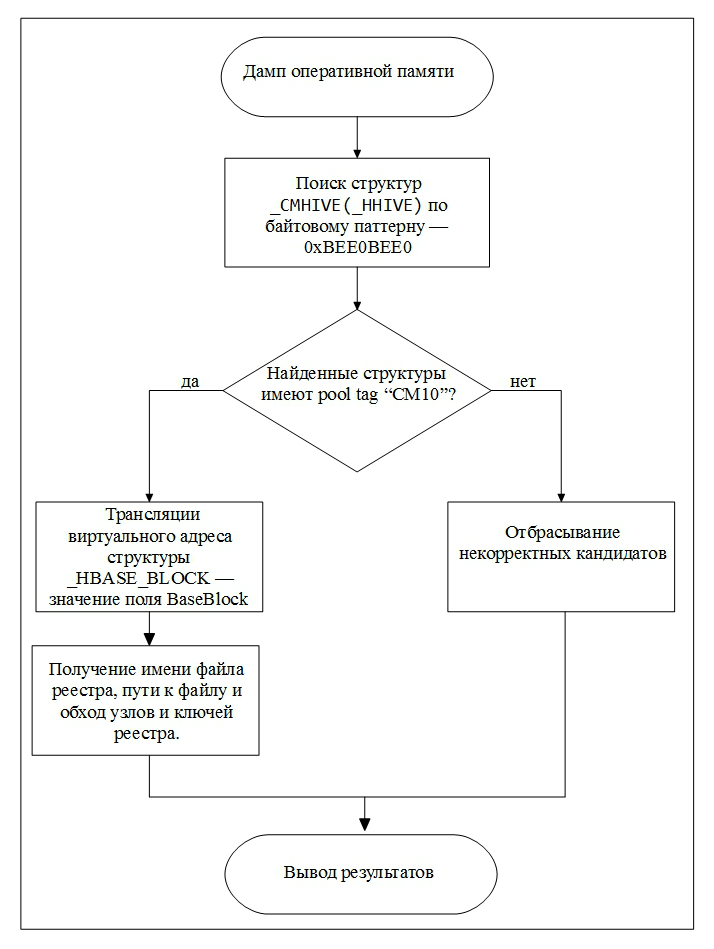 Дамп оперативной памяти
Поиск структур
_CMHIVE(_HHIVE) по
байтовому паттерну —
0xBEE0BEE0
Найденные структуры
имеют pool tag “CM10”?
да
нет
Трансляции
виртуального адреса
структуры
_HBASE_BLOCK —
значение поля BaseBlock
Отбрасывание
некорректных кандидатов
Получение имени файла
реестра, пути к файлу и
обход узлов и ключей
реестра.
Вывод результатов